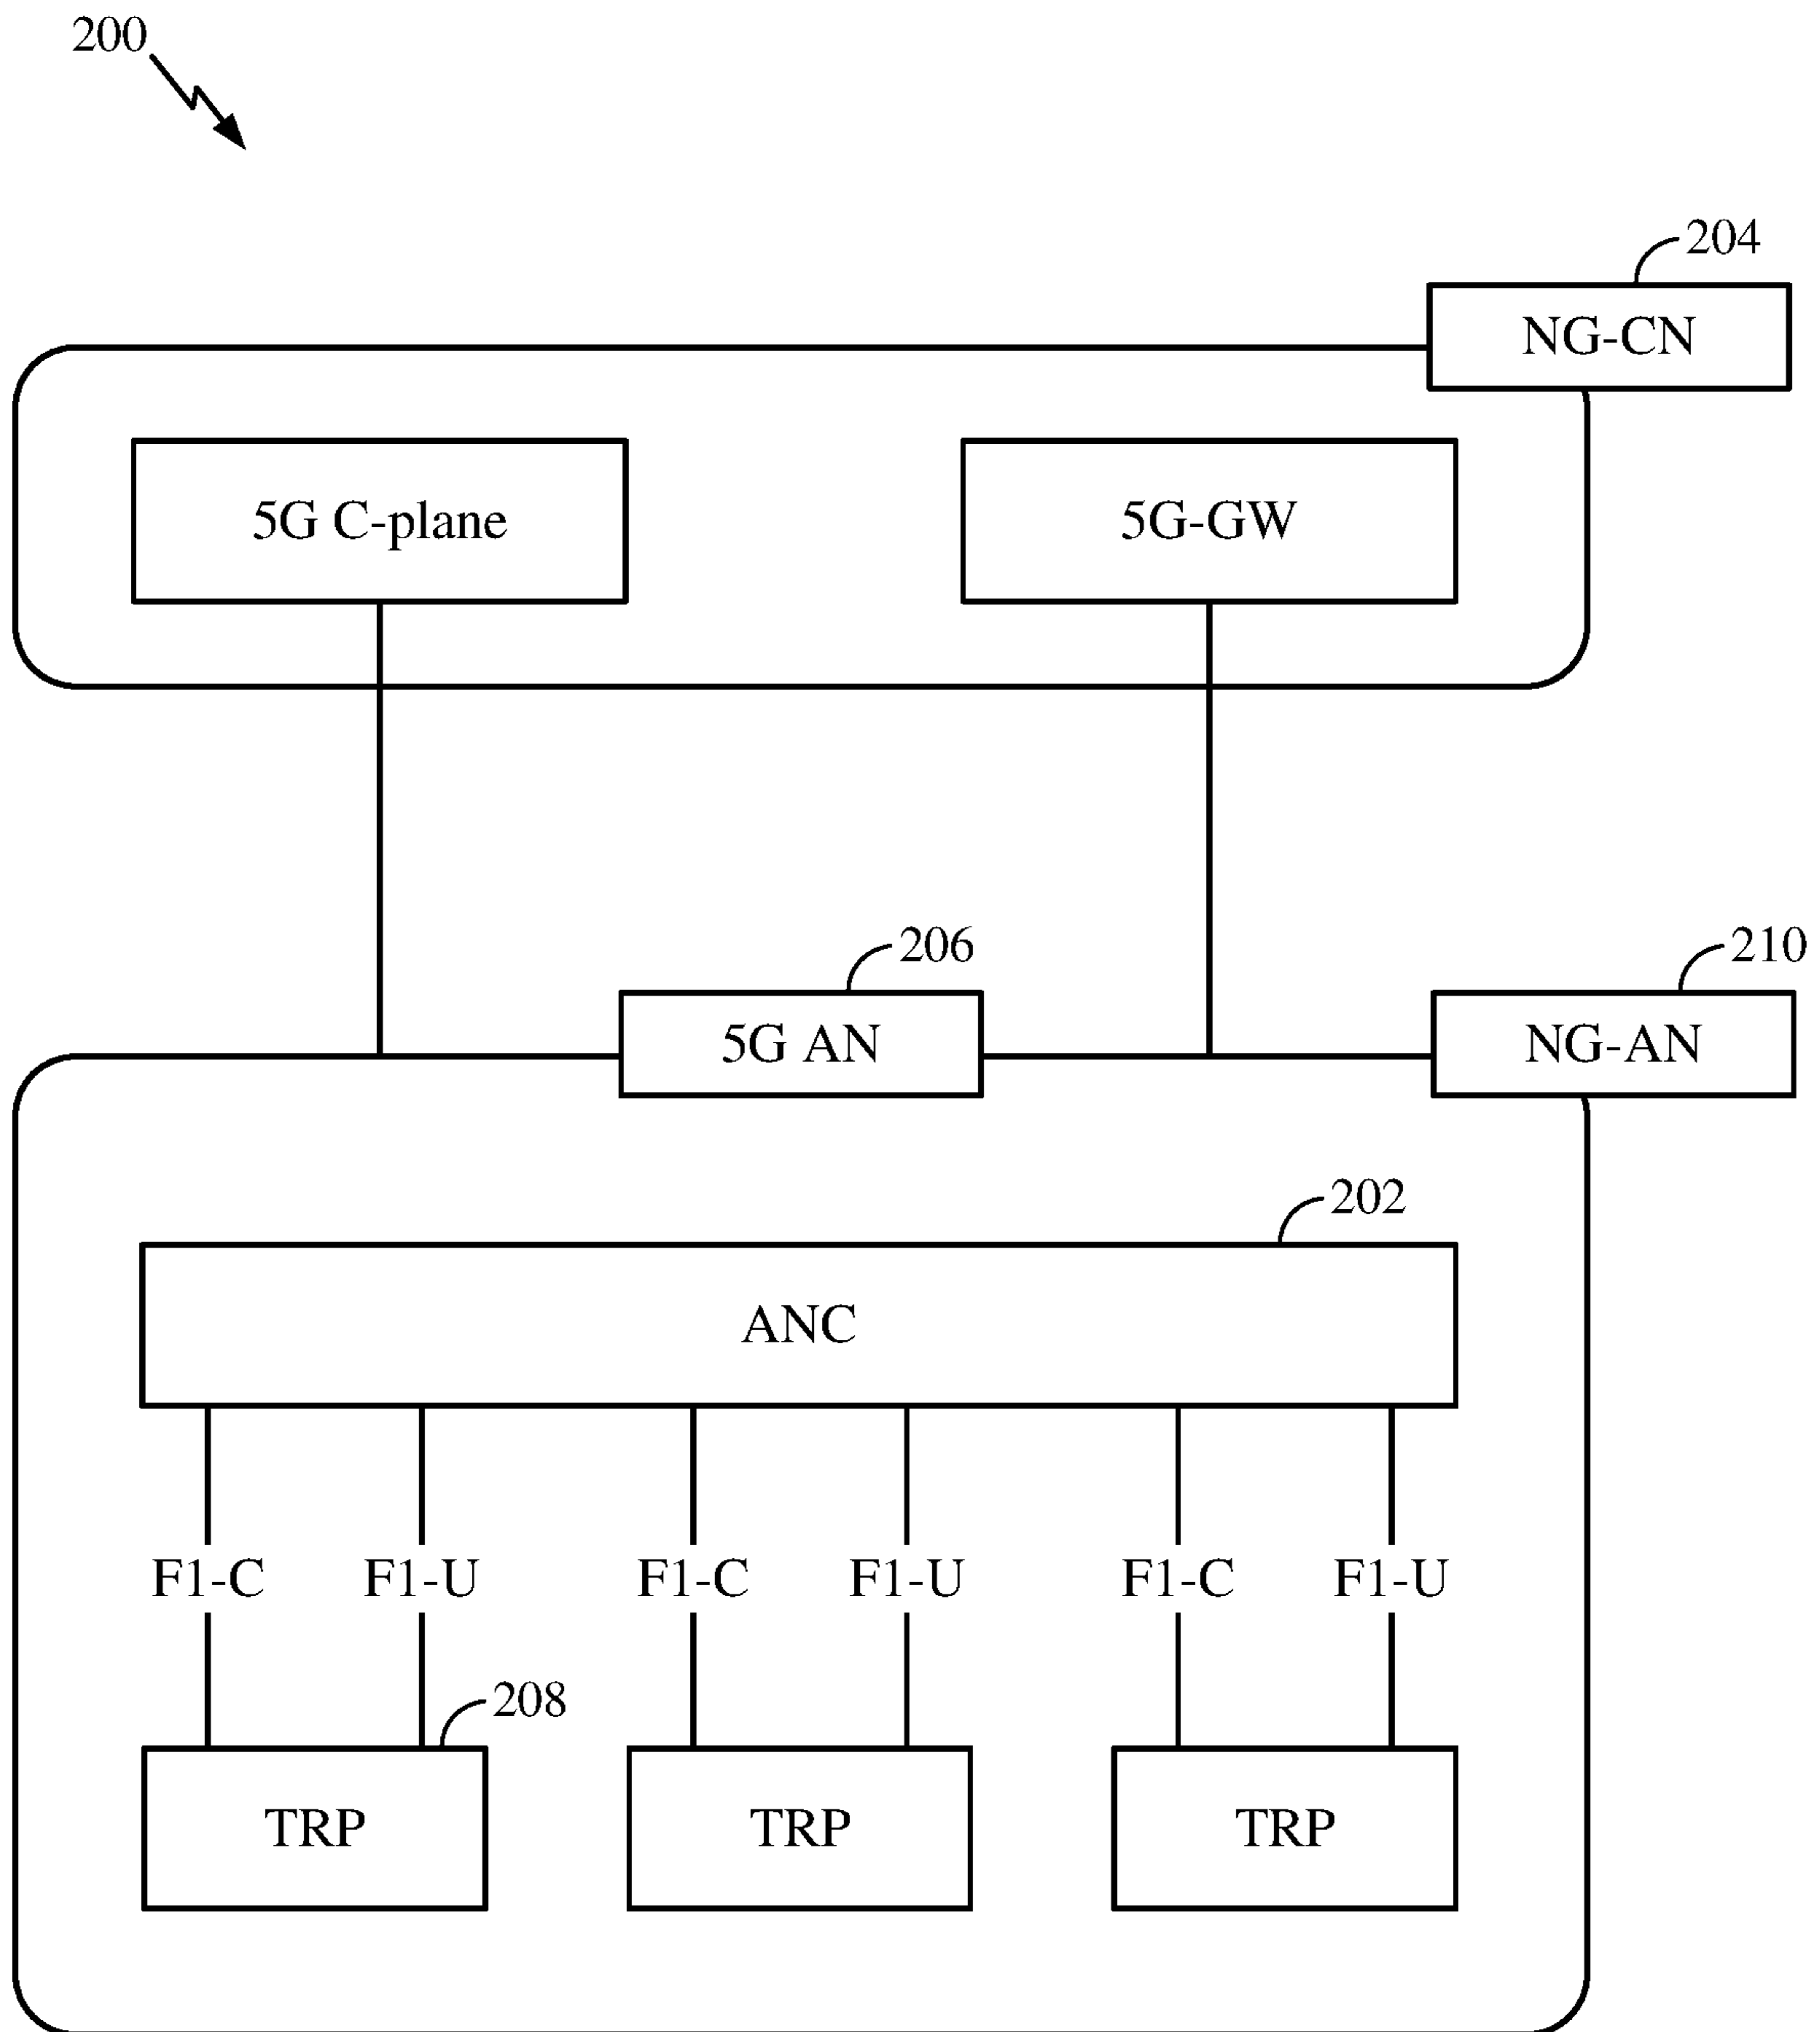 200
204
NG-CN
5G C-plane
5G-GW
206
210
5G AN
NG-AN
202
ANC
F1-C F1-U F1-C F1-U F1-C F1-U
208
TRP TRP TRP